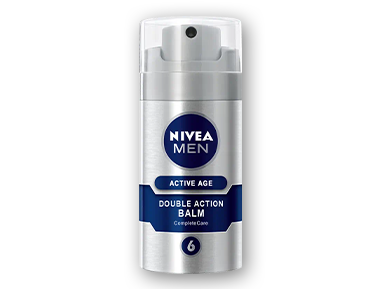 NIVEA
MEN
ACTIVE AGE
DOUBLE ACTION
BALM
Complete Care
6